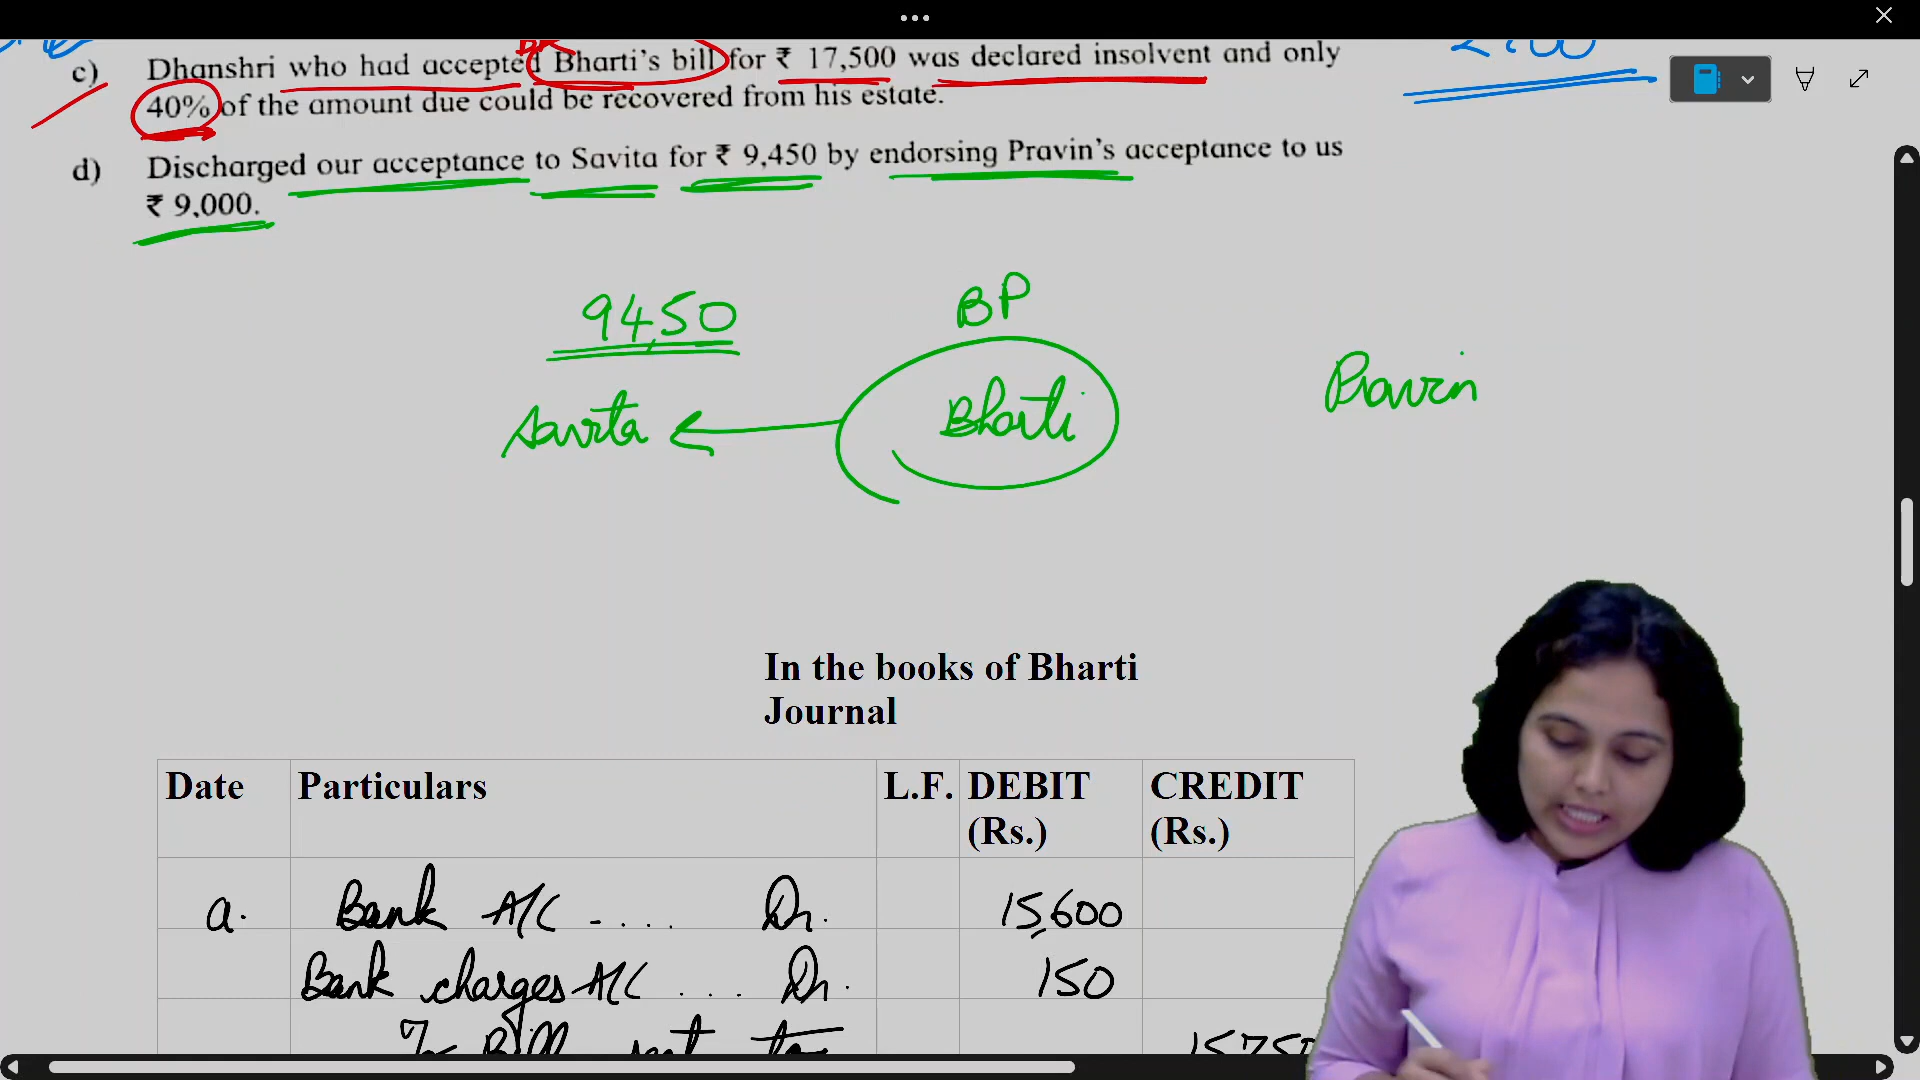 c) Dhanshri who had accepted Bharti's bill for ₹ 17,500 was declared insolvent and only
40% of the amount due could be recovered from his estate.
d) Discharged our acceptance to Savita for ₹ 9,450 by endorsing Pravin's acceptance to us
₹ 9,000.
9450 BP
Savita Bharti Pravin
In the books of Bharti
Journal
Date Particulars L.F. DEBIT (Rs.) CREDIT (Rs.)
a. Bank A/C .... Dr. 15,600
Bank charges A/C ... Dr. 150
To Bill 15750